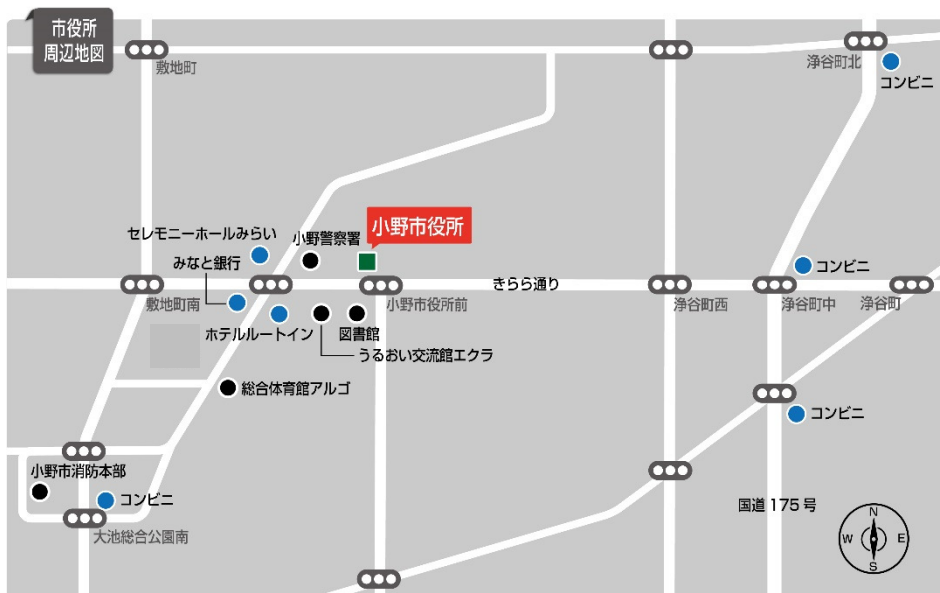 市役所
周辺地図
敷地町
浄谷町北
コンビニ
小野市役所
セレモニーホールみらい
小野警察署
みなと銀行
コンビニ
きらら通り
敷地町南
小野市役所前
浄谷町西
浄谷町中
浄谷町
ホテルルートイン
図書館
うるおい交流館エクラ
総合体育館アルゴ
コンビニ
小野市消防本部
コンビニ
国道175号
大池総合公園南
N
W
E
S